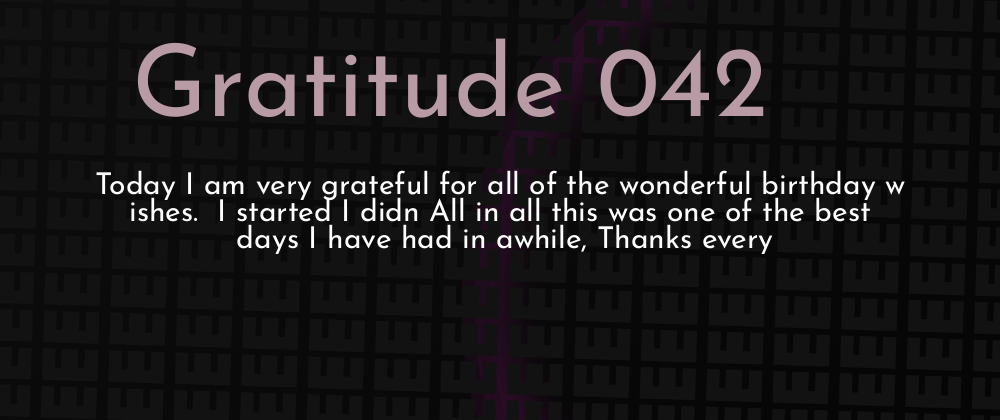 Gratitude 042
Today I am very grateful for all of the wonderful birthday w
ishes.  I started I didn All in all this was one of the best
days I have had in awhile, Thanks every